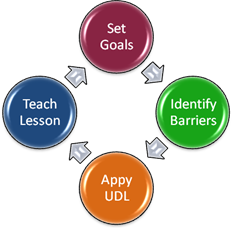 Set
Goals
Identify
Barriers
Appy
UDL
Teach
Lesson